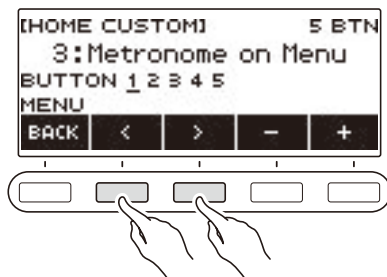 [HOME CUSTOM] 5 BTN
3:Metronome on Menu
BUTTON 1 2 3 4 5
MENU
BACK < > - +